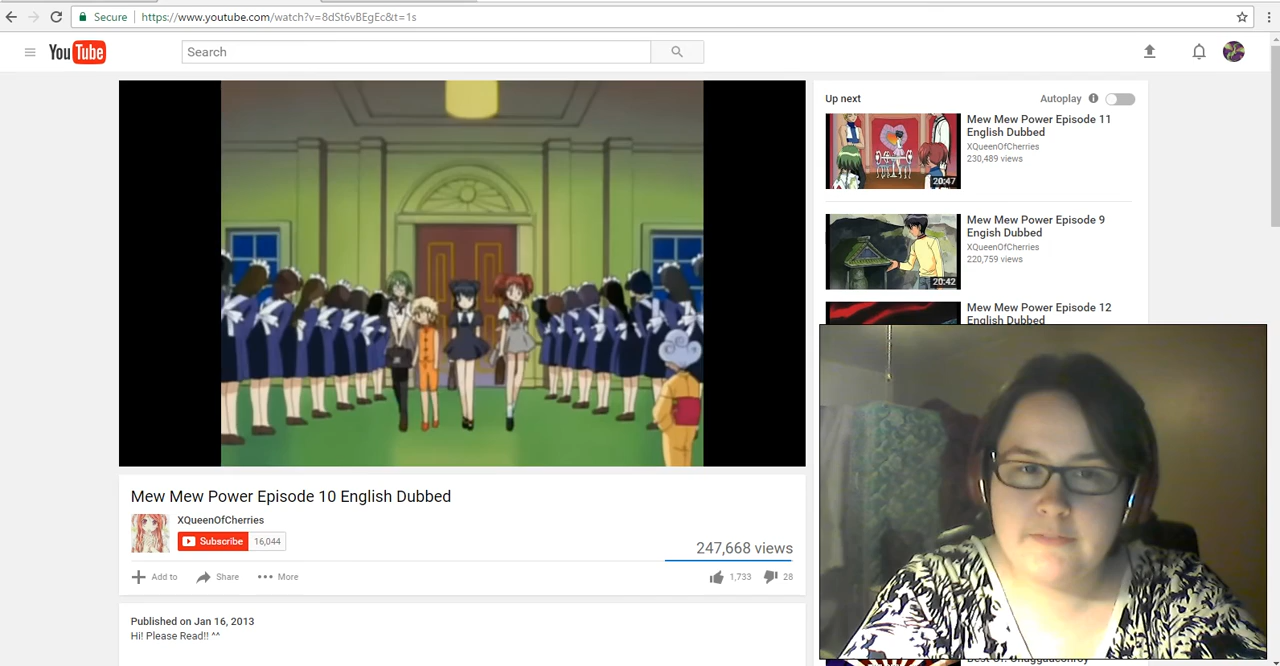 Secure https://www.youtube.com/watch?v=8dSt6vBEgEc&t=1s
YouTube
Search
Up next
Autoplay
Mew Mew Power Episode 11
English Dubbed
XQueenOfCherries
230,489 views
20:47
Mew Mew Power Episode 9
Engish Dubbed
XQueenOfCherries
220,759 views
20:42
Mew Mew Power Episode 12
English Dubbed
Mew Mew Power Episode 10 English Dubbed
XQueenOfCherries
Subscribe 16,044
247,668 views
Add to Share More
1,733 28
Published on Jan 16, 2013
Hi! Please Read!! ^^